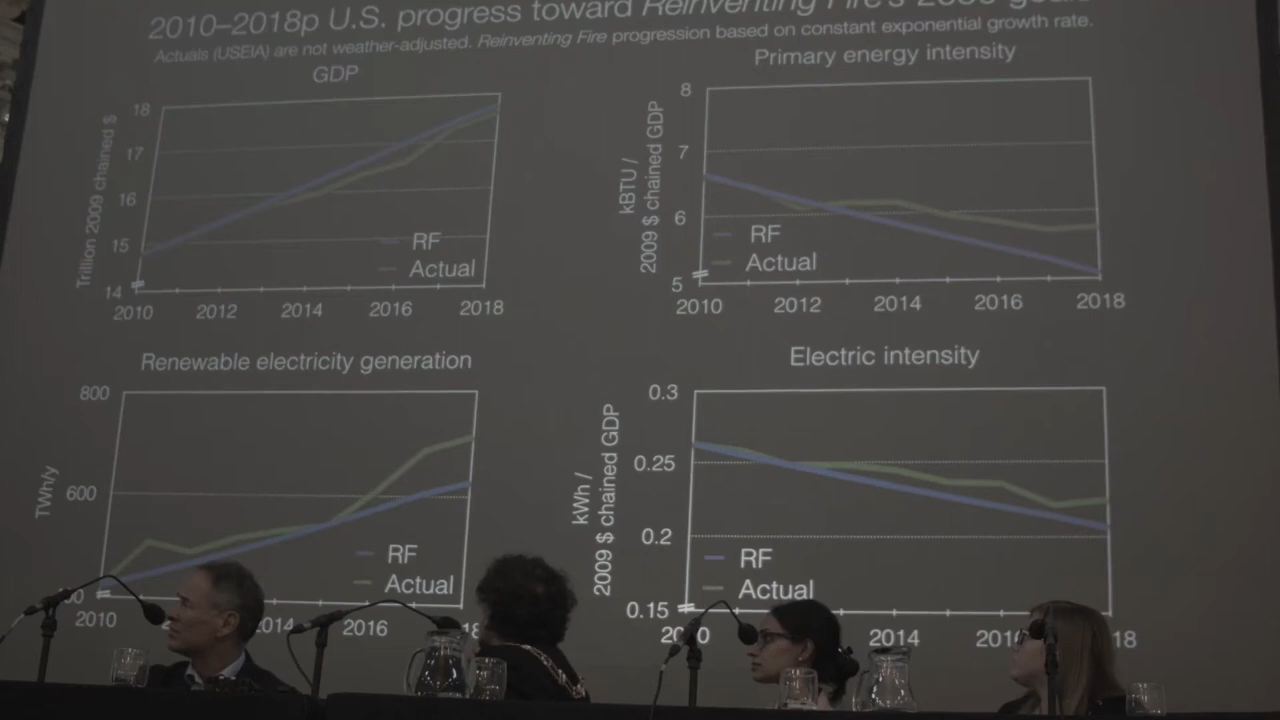 2010–2018p U.S. progress toward Reinventing Fire's
Actuals (USEIA) are not weather-adjusted. Reinventing Fire progression based on constant exponential growth rate.
GDP
Trillion 2009 chained $
18
17
16
15
14
RF
Actual
2010 2012 2014 2016 2018
Primary energy intensity
kBTU /
2009 $ chained GDP
8
7
6
5
RF
Actual
2010 2012 2014 2016 2018
Renewable electricity generation
TWh/y
800
600
RF
Actual
2010 2016
Electric intensity
kWh /
2009 $ chained GDP
0.3
0.25
0.2
0.15
RF
Actual
2014